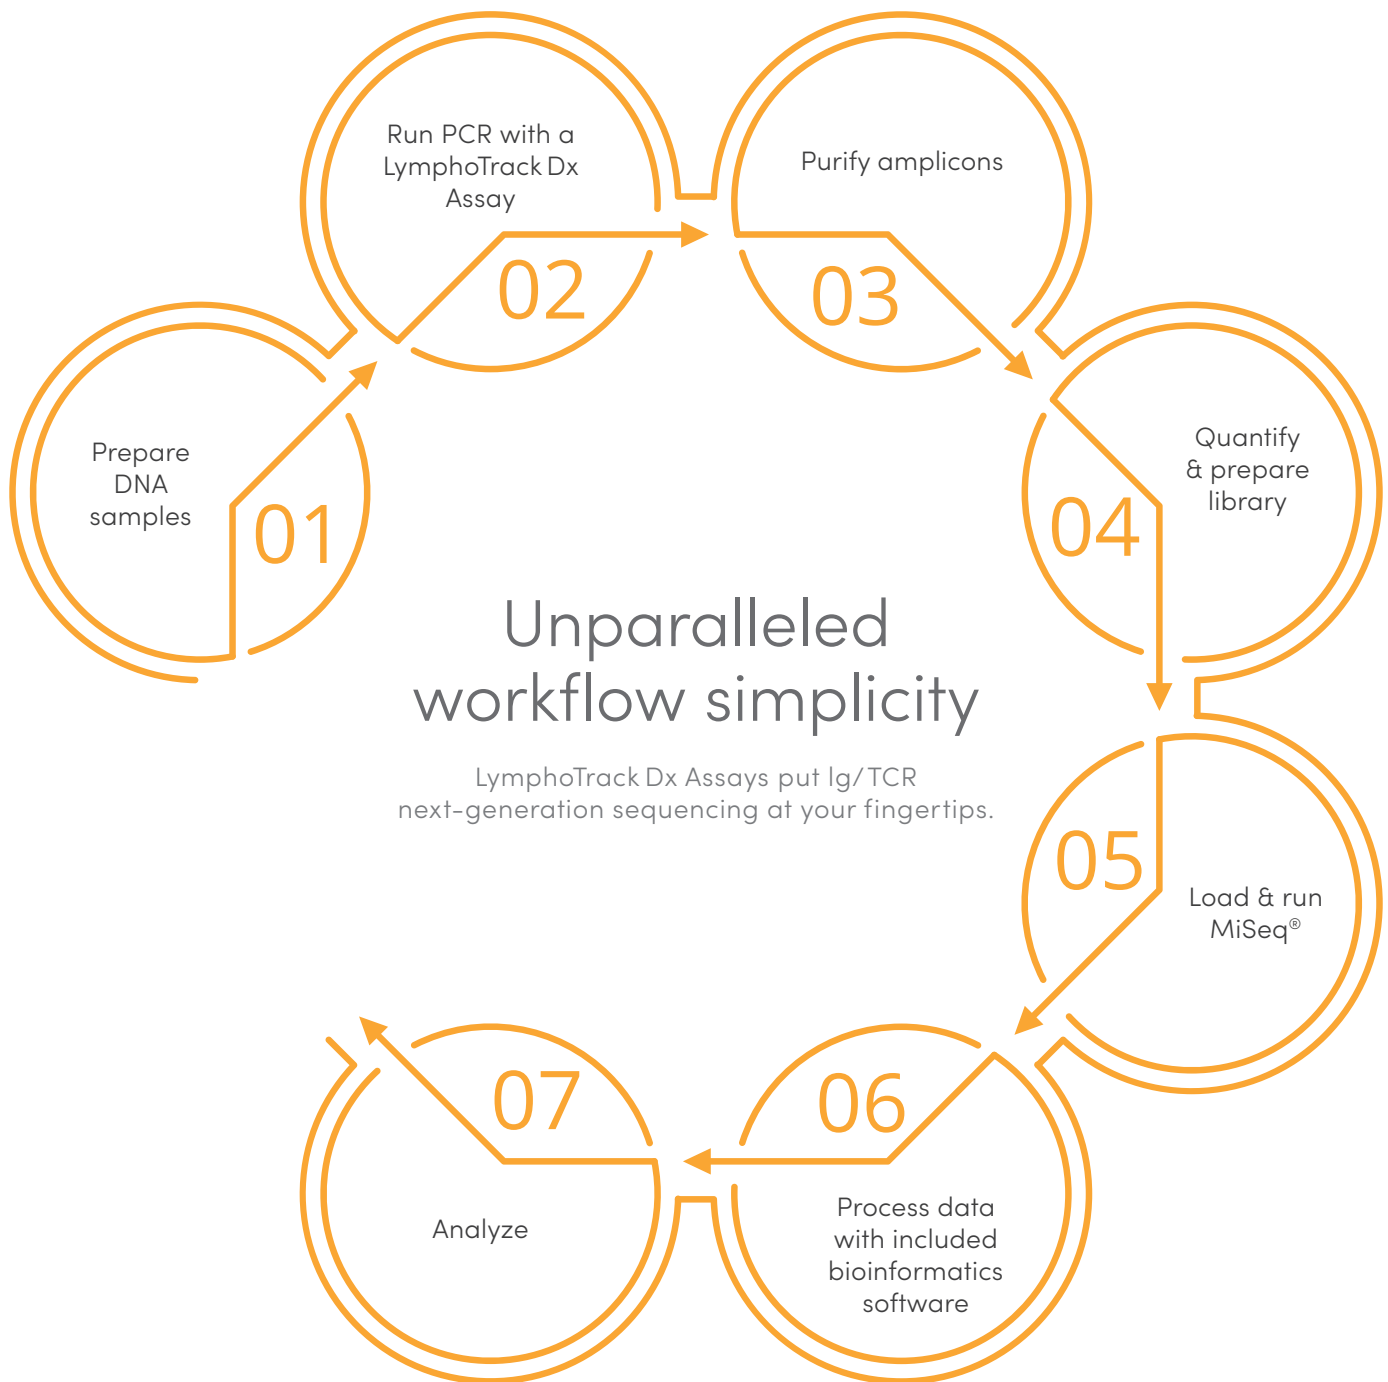 Prepare
DNA
samples
01
Run PCR with a
LymphoTrack Dx
Assay
02
Purify amplicons
03
Quantify
& prepare
library
04
Load & run
MiSeq®
05
Process data
with included
bioinformatics
software
06
Analyze
07
Unparalleled
workflow simplicity
LymphoTrack Dx Assays put Ig/TCR
next-generation sequencing at your fingertips.